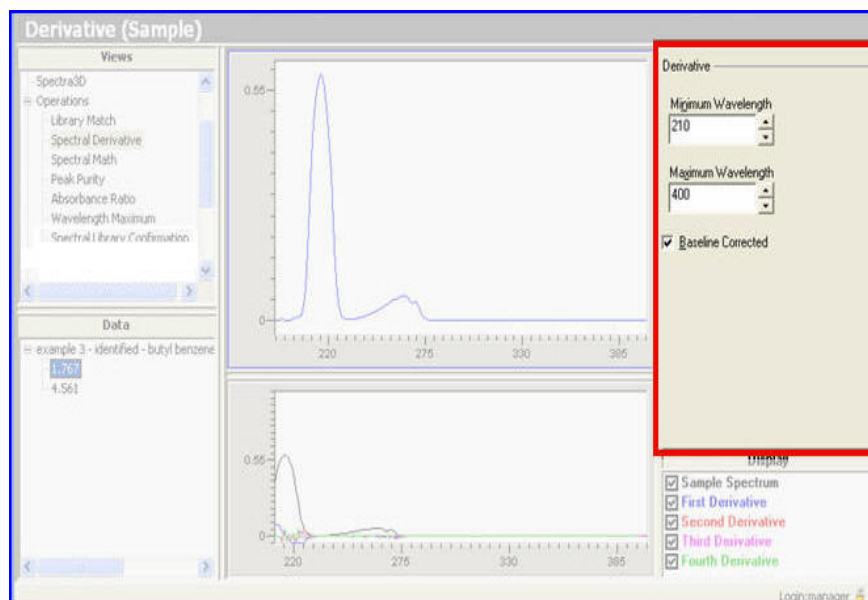 Derivative (Sample)
Views
Spectra3D
Operations
Library Match
Spectral Derivative
Spectral Math
Peak Purity
Absorbance Ratio
Wavelength Maximum
Spectral Library Confirmation
Data
example 3 - identified - butyl benzene
1.767
4.561
0.55
0
220
275
330
385
0.55
0
220
275
330
385
Derivative
Minimum Wavelength
210
Maximum Wavelength
400
Baseline Corrected
Display
Sample Spectrum
First Derivative
Second Derivative
Third Derivative
Fourth Derivative
Login:manager